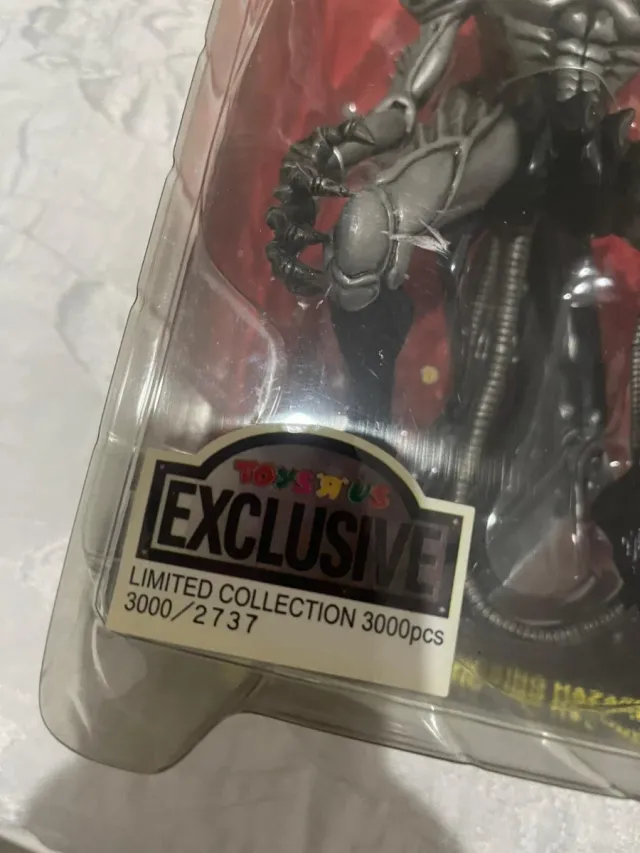 TOYS "R" US
EXCLUSIVE
LIMITED COLLECTION 3000pcs
3000/2737